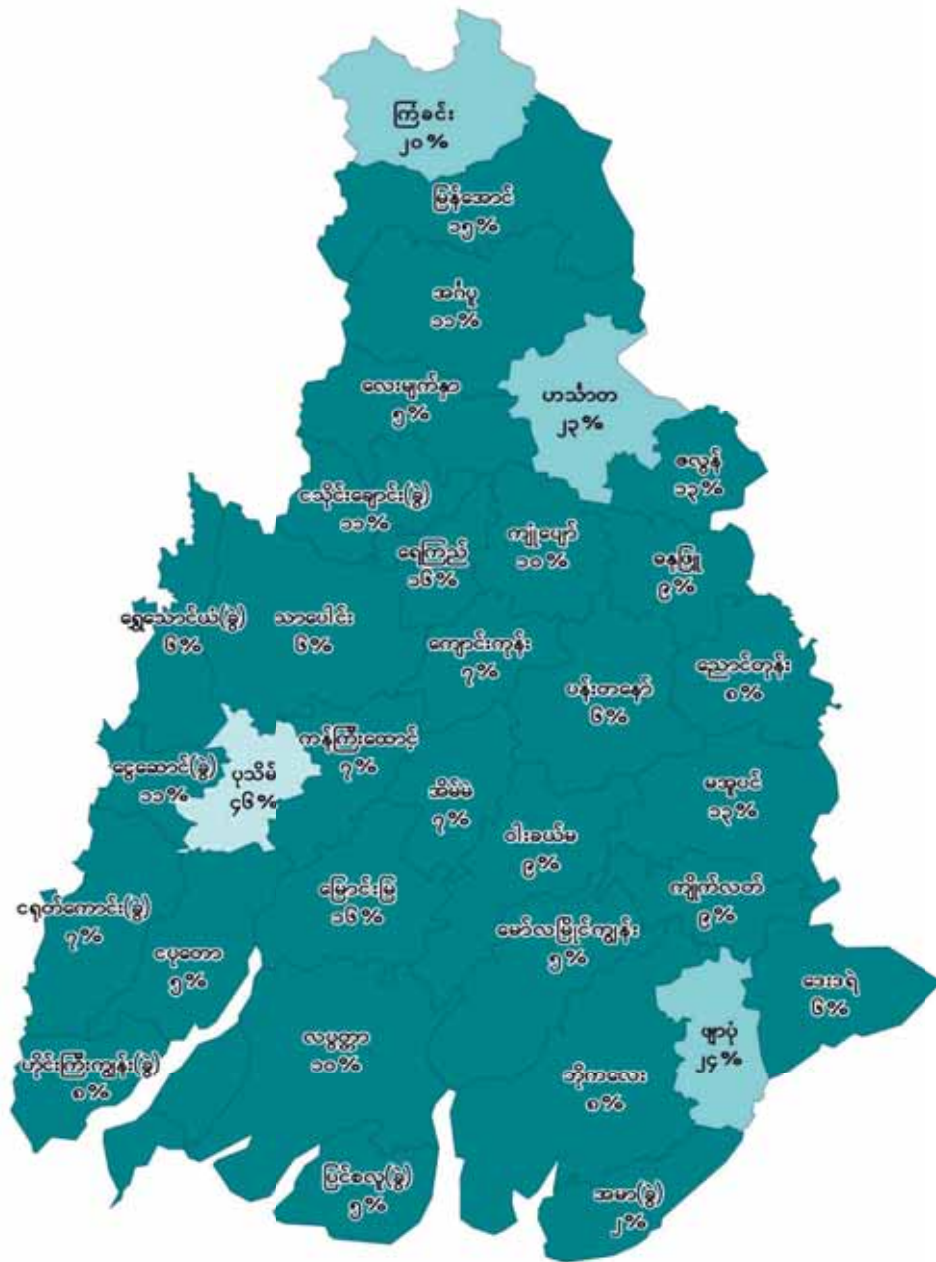 ကြံခင်း
၂၀%
မြန်အောင်
၁၅%
အင်္ဂပူ
၁၁%
လေးမျက်နှာ
၅%
ဟင်္သာတ
၂၃%
ဇလွန်
၁၃%
ငသိုင်းချောင်း(ခွဲ)
၁၁%
ရေကြည်
၁၆%
ကျုံပျော်
၁၀%
ဓနုဖြူ
၉%
ရွှေသောင်ယံ(ခွဲ)
၆%
သာပေါင်း
၆%
ကျောင်းကုန်း
၇%
ပန်းတနော်
၆%
ညောင်တုန်း
၈%
ငွေဆောင်(ခွဲ)
၁၁%
ပုသိမ်
၄၆%
ကန်ကြီးထောင့်
၇%
အိမ်မဲ
၇%
ဝါးခယ်မ
၉%
မအူပင်
၁၃%
ငရုတ်ကောင်း(ခွဲ)
၇%
ငပုတော
၅%
မြောင်းမြ
၁၆%
မော်လမြိုင်ကျွန်း
၅%
ကျိုက်လတ်
၉%
ဒေးဒရဲ
၆%
ဟိုင်းကြီးကျွန်း(ခွဲ)
၈%
လပွတ္တာ
၁၀%
ဘိုကလေး
၈%
ဖျာပုံ
၂၄%
ပြင်စလူ(ခွဲ)
၅%
အမာ(ခွဲ)
၂%